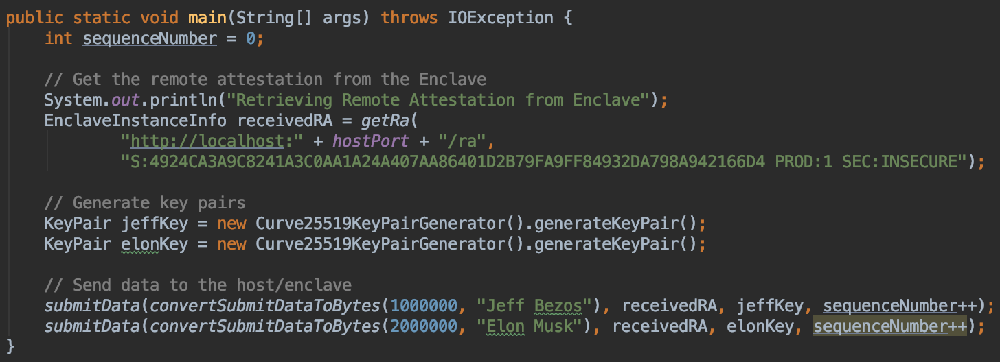 public static void main(String[] args) throws IOException {
    int sequenceNumber = 0;

    // Get the remote attestation from the Enclave
    System.out.println("Retrieving Remote Attestation from Enclave");
    EnclaveInstanceInfo receivedRA = getRa(
            "http://localhost:" + hostPort + "/ra",
            "S:4924CA3A9C8241A3C0AA1A24A407AA86401D2B79FA9FF84932DA798A942166D4 PROD:1 SEC:INSECURE");

    // Generate key pairs
    KeyPair jeffKey = new Curve25519KeyPairGenerator().generateKeyPair();
    KeyPair elonKey = new Curve25519KeyPairGenerator().generateKeyPair();

    // Send data to the host/enclave
    submitData(convertSubmitDataToBytes(1000000, "Jeff Bezos"), receivedRA, jeffKey, sequenceNumber++);
    submitData(convertSubmitDataToBytes(2000000, "Elon Musk"), receivedRA, elonKey, sequenceNumber++);
}